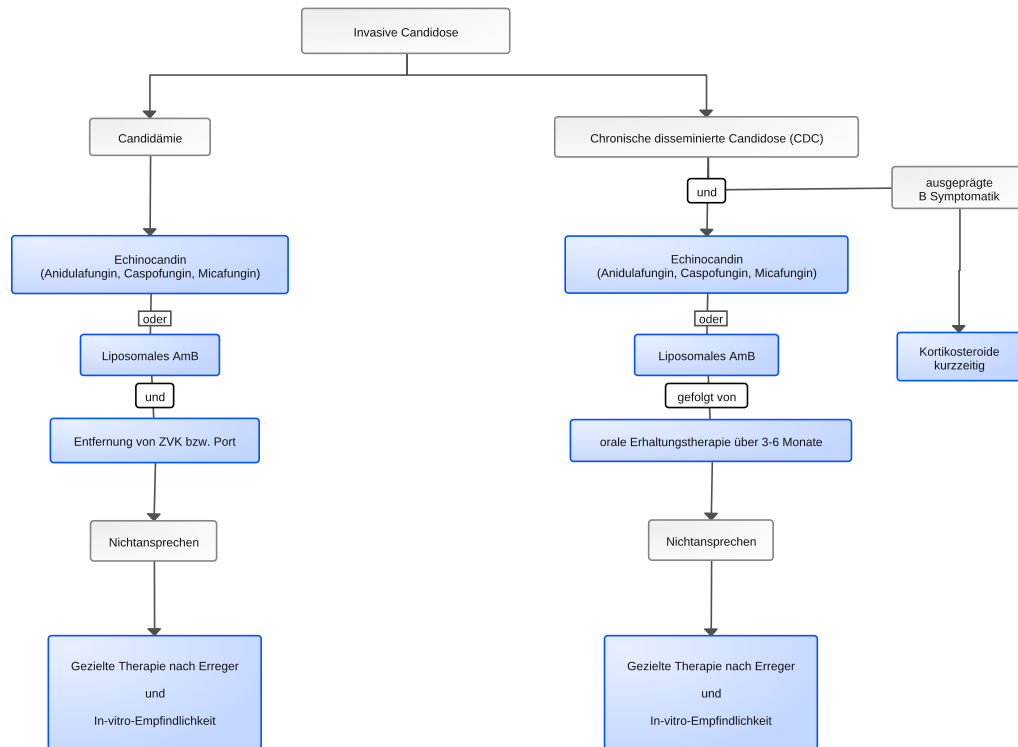 Invasive Candidose
Candidämie
Chronische disseminierte Candidose (CDC)
und
ausgeprägte
B Symptomatik
Echinocandin
(Anidulafungin, Caspofungin, Micafungin)
Echinocandin
(Anidulafungin, Caspofungin, Micafungin)
oder
oder
Liposomales AmB
Liposomales AmB
Kortikosteroide
kurzzeitig
und
gefolgt von
Entfernung von ZVK bzw. Port
orale Erhaltungstherapie über 3-6 Monate
Nichtansprechen
Nichtansprechen
Gezielte Therapie nach Erreger
und
In-vitro-Empfindlichkeit
Gezielte Therapie nach Erreger
und
In-vitro-Empfindlichkeit